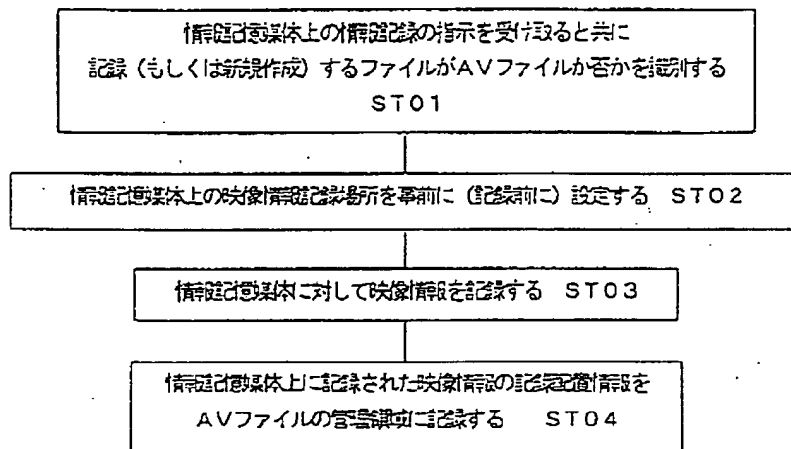 情報記憶媒体上の情報記録の指示を受け取ると共に
記録（もしくは新規作成）するファイルがAVファイルか否かを識別する
ST01
情報記憶媒体上の映像情報記録場所を事前に（記録前に）設定する ST02
情報記憶媒体に対して映像情報を記録する ST03
情報記憶媒体上に記録された映像情報の記録配置情報を
AVファイルの管理領域に記録する ST04